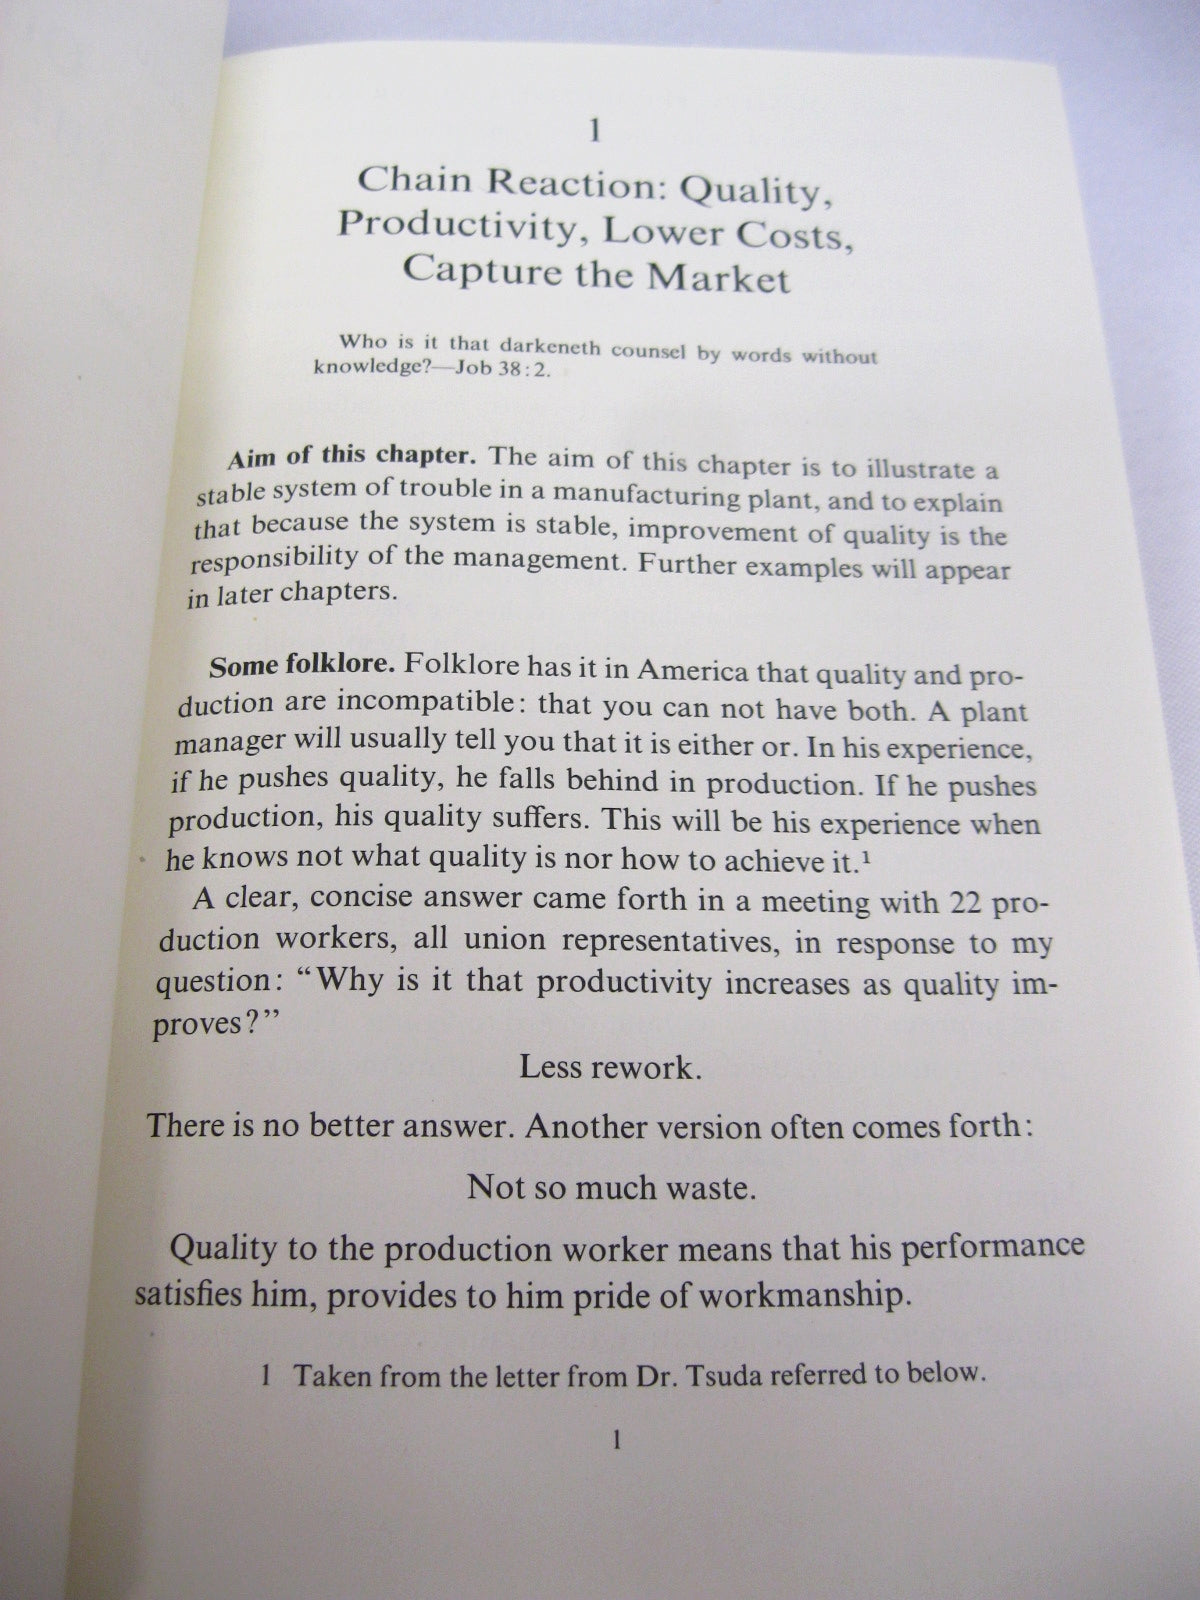 1
Chain Reaction: Quality,
Productivity, Lower Costs,
Capture the Market
Who is it that darkeneth counsel by words without
knowledge?—Job 38:2.
Aim of this chapter. The aim of this chapter is to illustrate a
stable system of trouble in a manufacturing plant, and to explain
that because the system is stable, improvement of quality is the
responsibility of the management. Further examples will appear
in later chapters.
Some folklore. Folklore has it in America that quality and pro-
duction are incompatible: that you can not have both. A plant
manager will usually tell you that it is either or. In his experience,
if he pushes quality, he falls behind in production. If he pushes
production, his quality suffers. This will be his experience when
he knows not what quality is nor how to achieve it.¹
A clear, concise answer came forth in a meeting with 22 pro-
duction workers, all union representatives, in response to my
question: “Why is it that productivity increases as quality im-
proves?”
Less rework.
There is no better answer. Another version often comes forth:
Not so much waste.
Quality to the production worker means that his performance
satisfies him, provides to him pride of workmanship.
1 Taken from the letter from Dr. Tsuda referred to below.
1